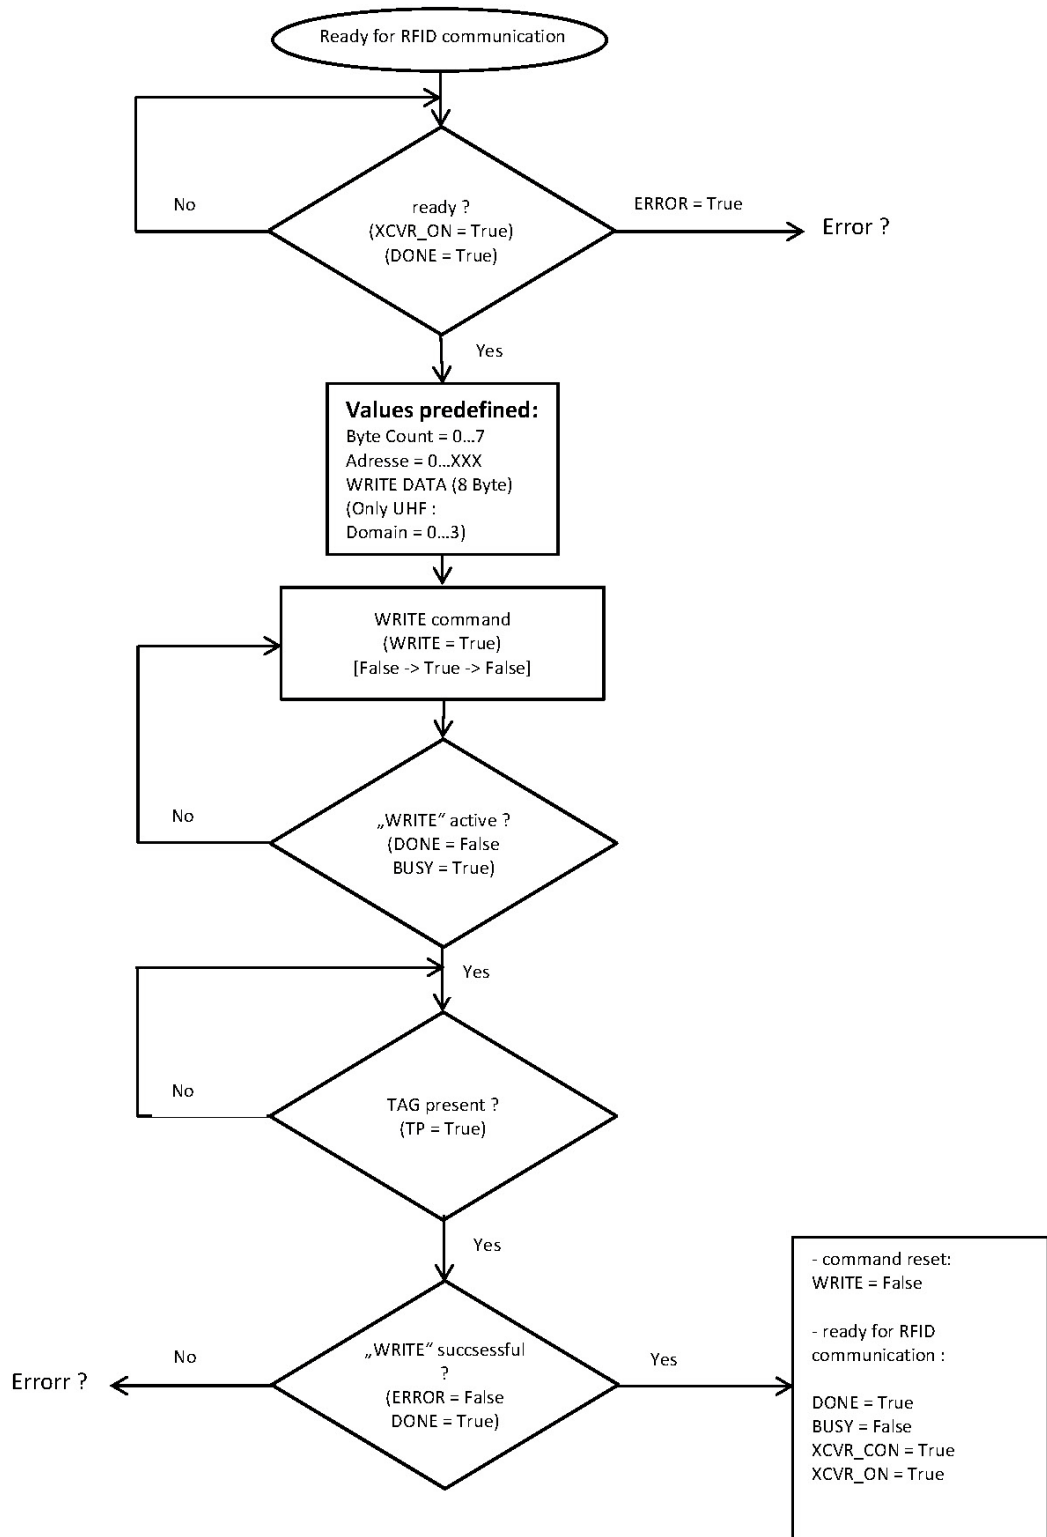 Ready for RFID communication
No
ready ?
(XCVR_ON = True)
(DONE = True)
ERROR = True
Error ?
Yes
Values predefined:
Byte Count = 0...7
Adresse = 0...XXX
WRITE DATA (8 Byte)
(Only UHF :
Domain = 0...3)
WRITE command
(WRITE = True)
[False -> True -> False]
No
„WRITE“ active ?
(DONE = False
BUSY = True)
Yes
No
TAG present ?
(TP = True)
Yes
Errorr ?
No
„WRITE“ succsessful
?
(ERROR = False
DONE = True)
Yes
- command reset:
WRITE = False
- ready for RFID
communication :
DONE = True
BUSY = False
XCVR_CON = True
XCVR_ON = True